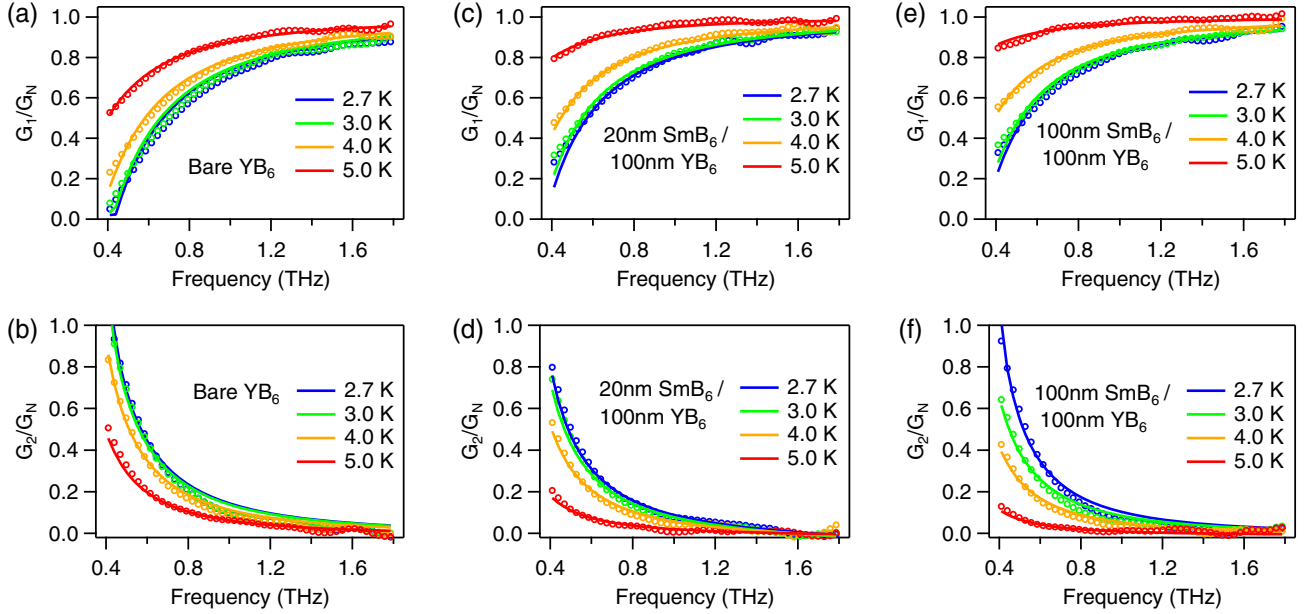 (a)
G₁/G_N
1.0
0.8
0.6
0.4
0.2
0.0
Bare YB₆
2.7 K
3.0 K
4.0 K
5.0 K
0.4 0.8 1.2 1.6
Frequency (THz)
(c)
G₁/G_N
1.0
0.8
0.6
0.4
0.2
0.0
20nm SmB₆ /
100nm YB₆
2.7 K
3.0 K
4.0 K
5.0 K
0.4 0.8 1.2 1.6
Frequency (THz)
(e)
G₁/G_N
1.0
0.8
0.6
0.4
0.2
0.0
100nm SmB₆ /
100nm YB₆
2.7 K
3.0 K
4.0 K
5.0 K
0.4 0.8 1.2 1.6
Frequency (THz)
(b)
G₂/G_N
1.0
0.8
0.6
0.4
0.2
0.0
Bare YB₆
2.7 K
3.0 K
4.0 K
5.0 K
0.4 0.8 1.2 1.6
Frequency (THz)
(d)
G₂/G_N
1.0
0.8
0.6
0.4
0.2
0.0
20nm SmB₆ /
100nm YB₆
2.7 K
3.0 K
4.0 K
5.0 K
0.4 0.8 1.2 1.6
Frequency (THz)
(f)
G₂/G_N
1.0
0.8
0.6
0.4
0.2
0.0
100nm SmB₆ /
100nm YB₆
2.7 K
3.0 K
4.0 K
5.0 K
0.4 0.8 1.2 1.6
Frequency (THz)